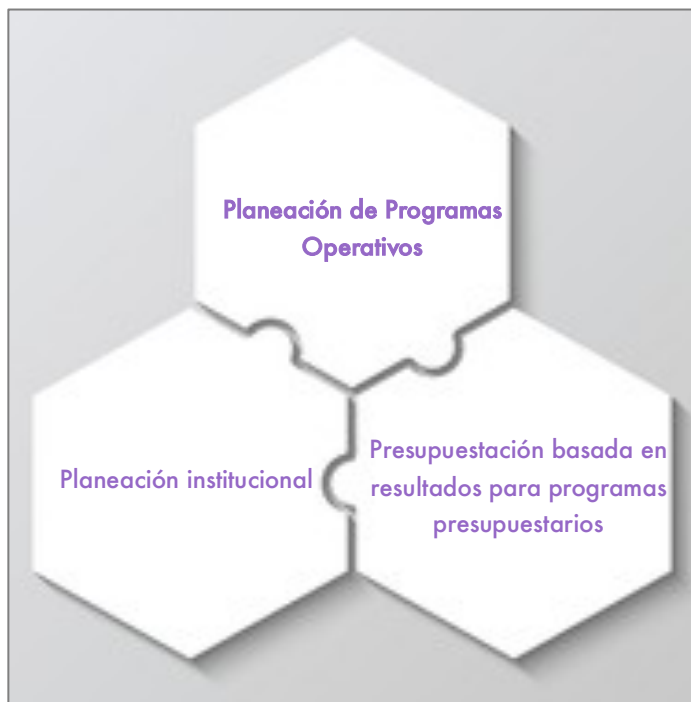 Planeación de Programas
Operativos
Planeación institucional
Presupuestación basada en
resultados para programas
presupuestarios